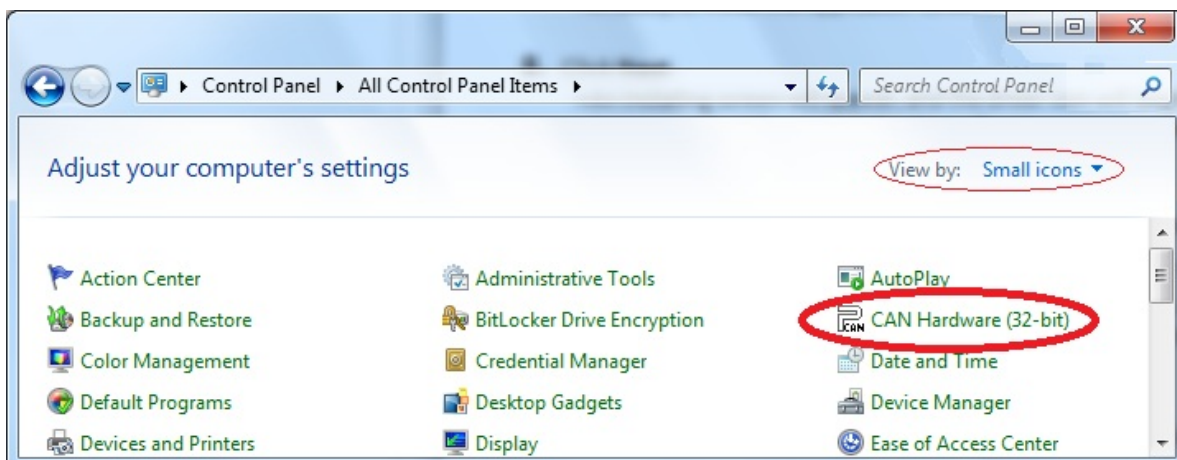 Control Panel ▸ All Control Panel Items ▸
Search Control Panel
Adjust your computer's settings
View by: Small icons
Action Center
Administrative Tools
AutoPlay
Backup and Restore
BitLocker Drive Encryption
CAN Hardware (32-bit)
Color Management
Credential Manager
Date and Time
Default Programs
Desktop Gadgets
Device Manager
Devices and Printers
Display
Ease of Access Center